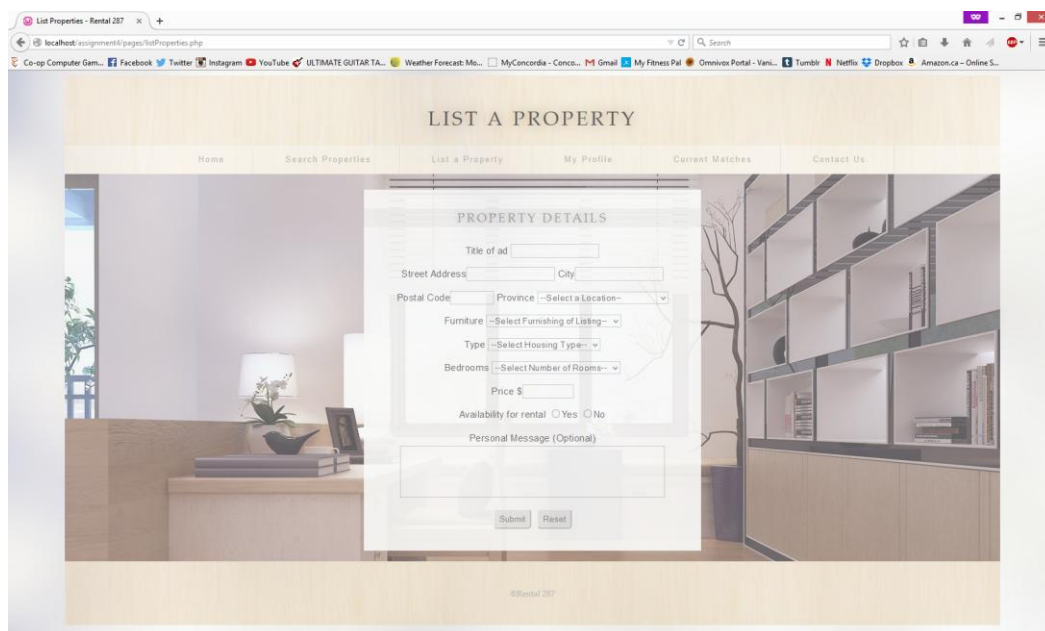 List Properties - Rental 287 × +
localhost/assignment4/pages/listProperties.php Search
Co-op Computer Gam... Facebook Twitter Instagram YouTube ULTIMATE GUITAR TA... Weather Forecast: Mo... MyConcordia - Conco... Gmail My Fitness Pal Omnivox Portal - Vani... Tumblr Netflix Dropbox Amazon.ca – Online S...
LIST A PROPERTY
Home Search Properties List a Property My Profile Current Matches Contact Us
PROPERTY DETAILS
Title of ad
Street Address City
Postal Code Province --Select a Location--
Furniture --Select Furnishing of Listing--
Type --Select Housing Type--
Bedrooms --Select Number of Rooms--
Price $
Availability for rental Yes No
Personal Message (Optional)
Submit Reset
©Rental 287